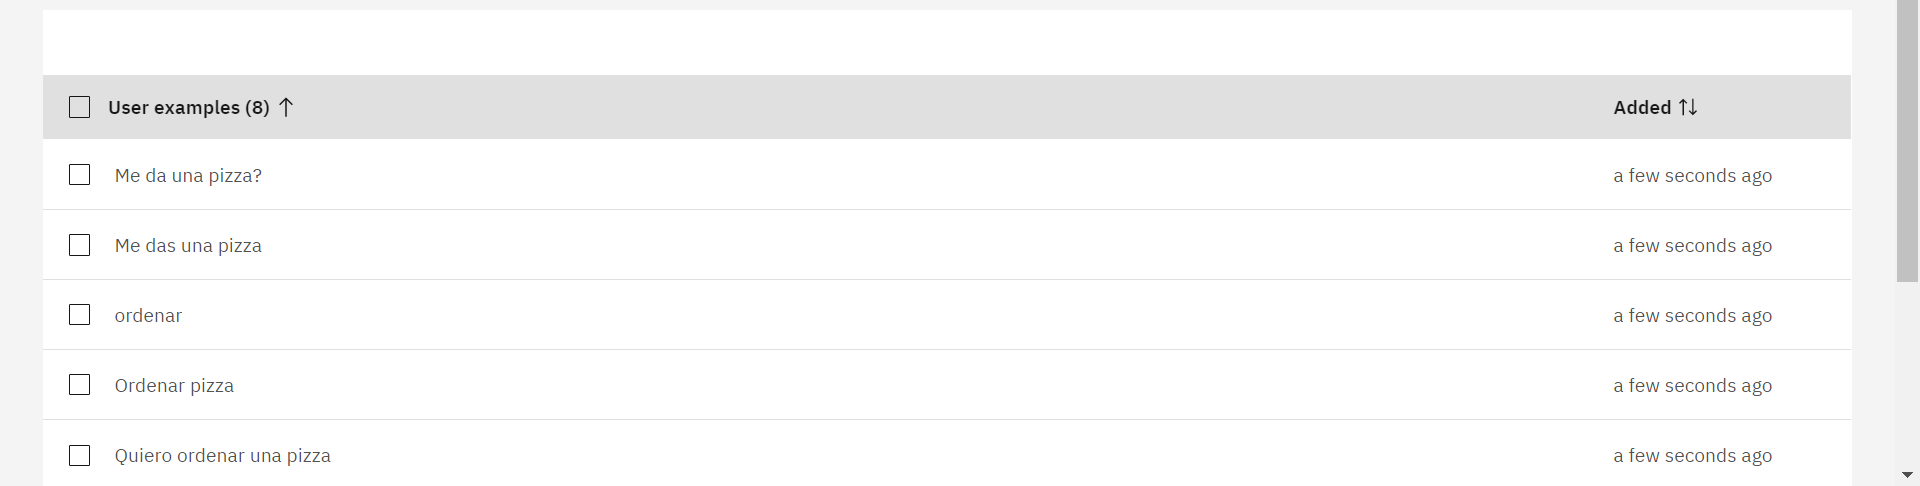 User examples (8) ↑ Added ↑↓
Me da una pizza? a few seconds ago
Me das una pizza a few seconds ago
ordenar a few seconds ago
Ordenar pizza a few seconds ago
Quiero ordenar una pizza a few seconds ago